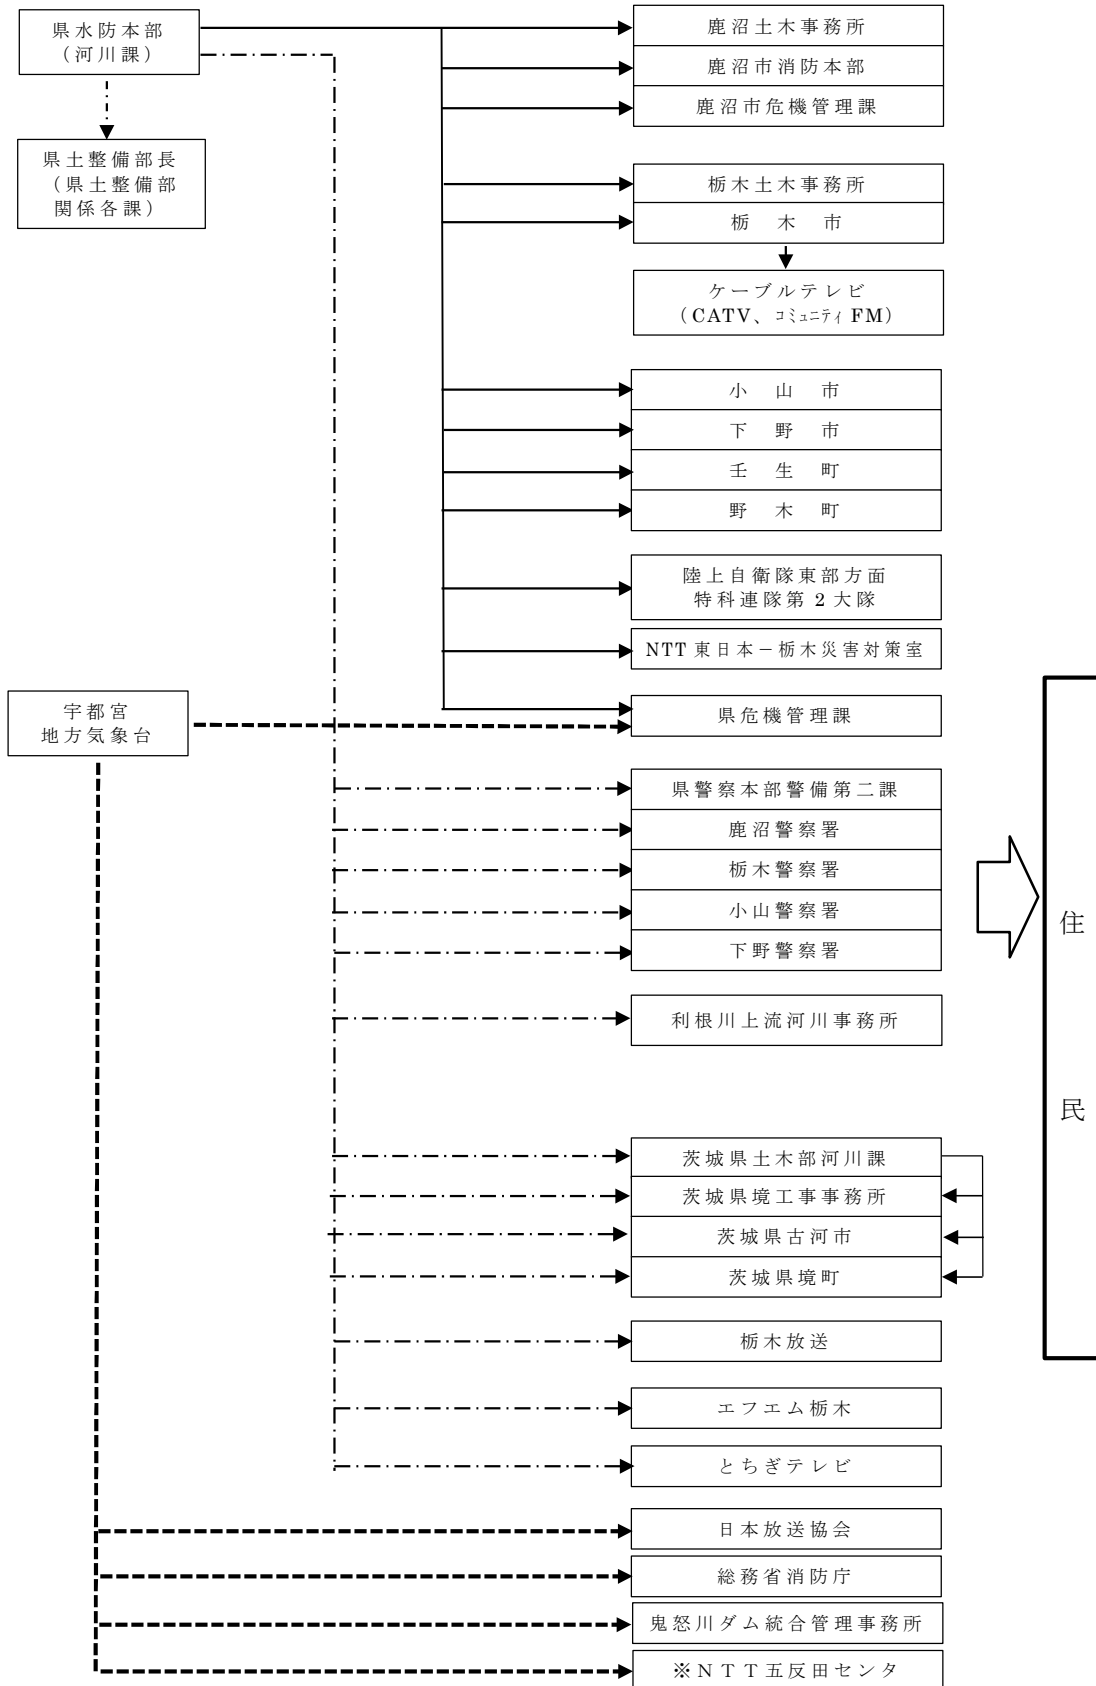 県水防本部
（河川課）
県土整備部長
（県土整備部
関係各課）
鹿沼土木事務所
鹿沼市消防本部
鹿沼市危機管理課
栃木土木事務所
栃木市
ケーブルテレビ
（CATV、コミュニティFM）
小山市
下野市
壬生町
野木町
陸上自衛隊東部方面
特科連隊第2大隊
NTT東日本－栃木災害対策室
宇都宮
地方気象台
県危機管理課
県警察本部警備第二課
鹿沼警察署
栃木警察署
小山警察署
下野警察署
利根川上流河川事務所
茨城県土木部河川課
茨城県境工事事務所
茨城県古河市
茨城県境町
栃木放送
エフエム栃木
とちぎテレビ
日本放送協会
総務省消防庁
鬼怒川ダム統合管理事務所
※ＮＴＴ五反田センタ
住民